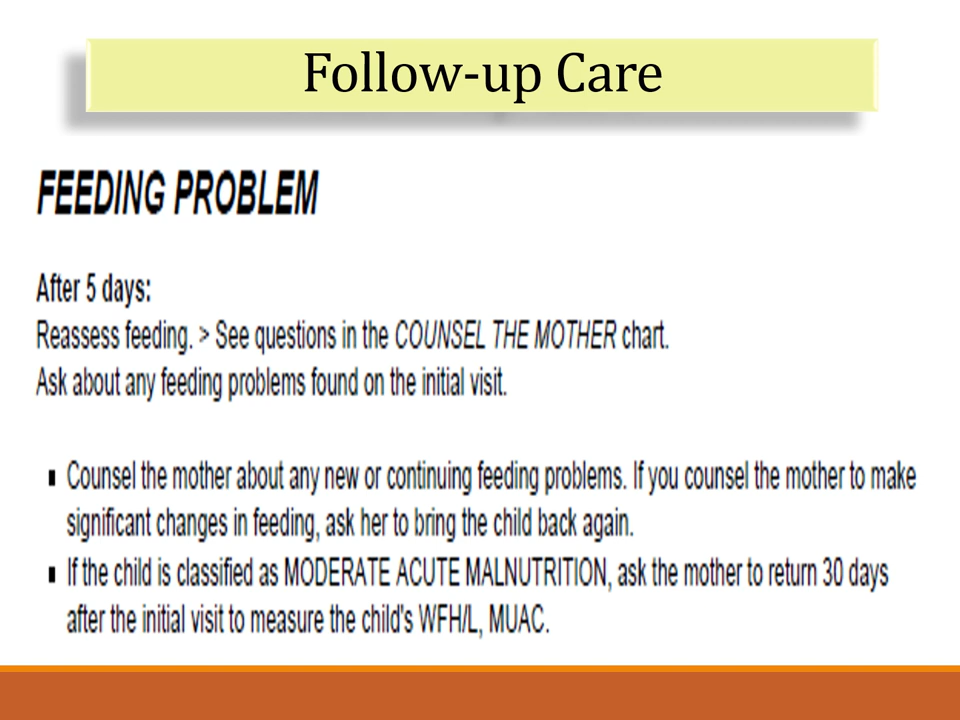 Follow-up Care
FEEDING PROBLEM
After 5 days:
Reassess feeding. > See questions in the COUNSEL THE MOTHER chart.
Ask about any feeding problems found on the initial visit.
▪ Counsel the mother about any new or continuing feeding problems. If you counsel the mother to make
significant changes in feeding, ask her to bring the child back again.
▪ If the child is classified as MODERATE ACUTE MALNUTRITION, ask the mother to return 30 days
after the initial visit to measure the child's WFH/L, MUAC.